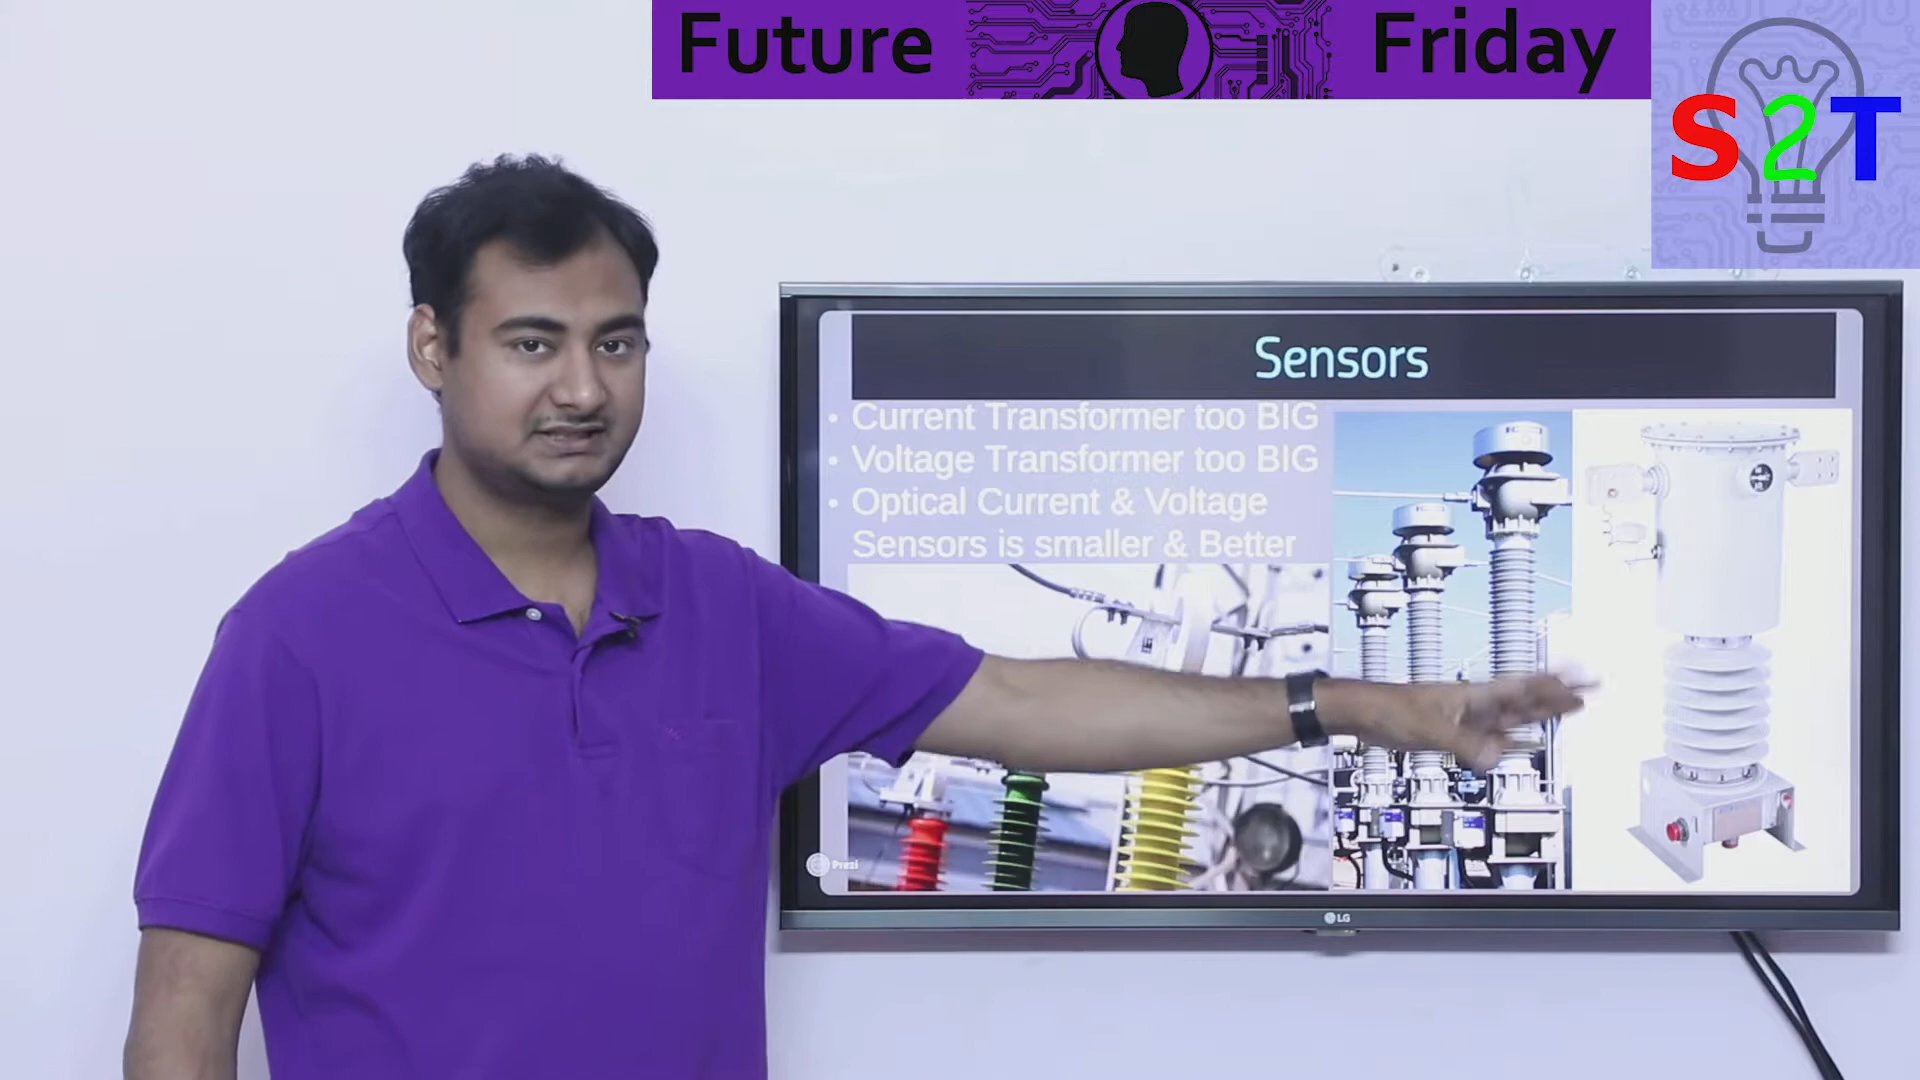 Future Friday
S2T
Sensors
• Current Transformer too BIG
• Voltage Transformer too BIG
• Optical Current & Voltage
Sensors is smaller & Better
Prezi
LG